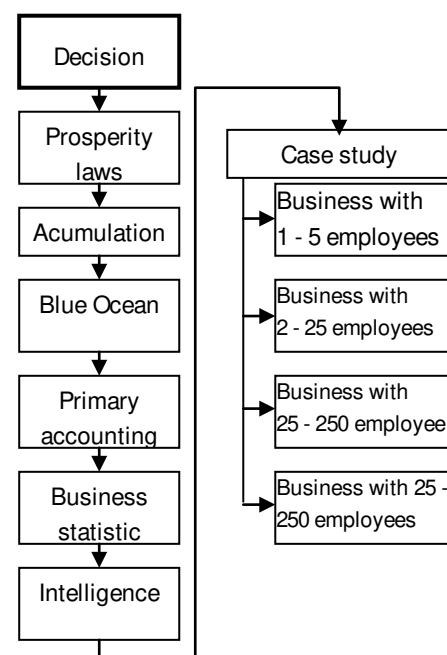 Decision
Prosperity
laws
Acumulation
Blue Ocean
Primary
accounting
Business
statistic
Intelligence
Case study
Business with
1 - 5 employees
Business with
2 - 25 employees
Business with
25 - 250 employee
Business with 25 -
250 employees